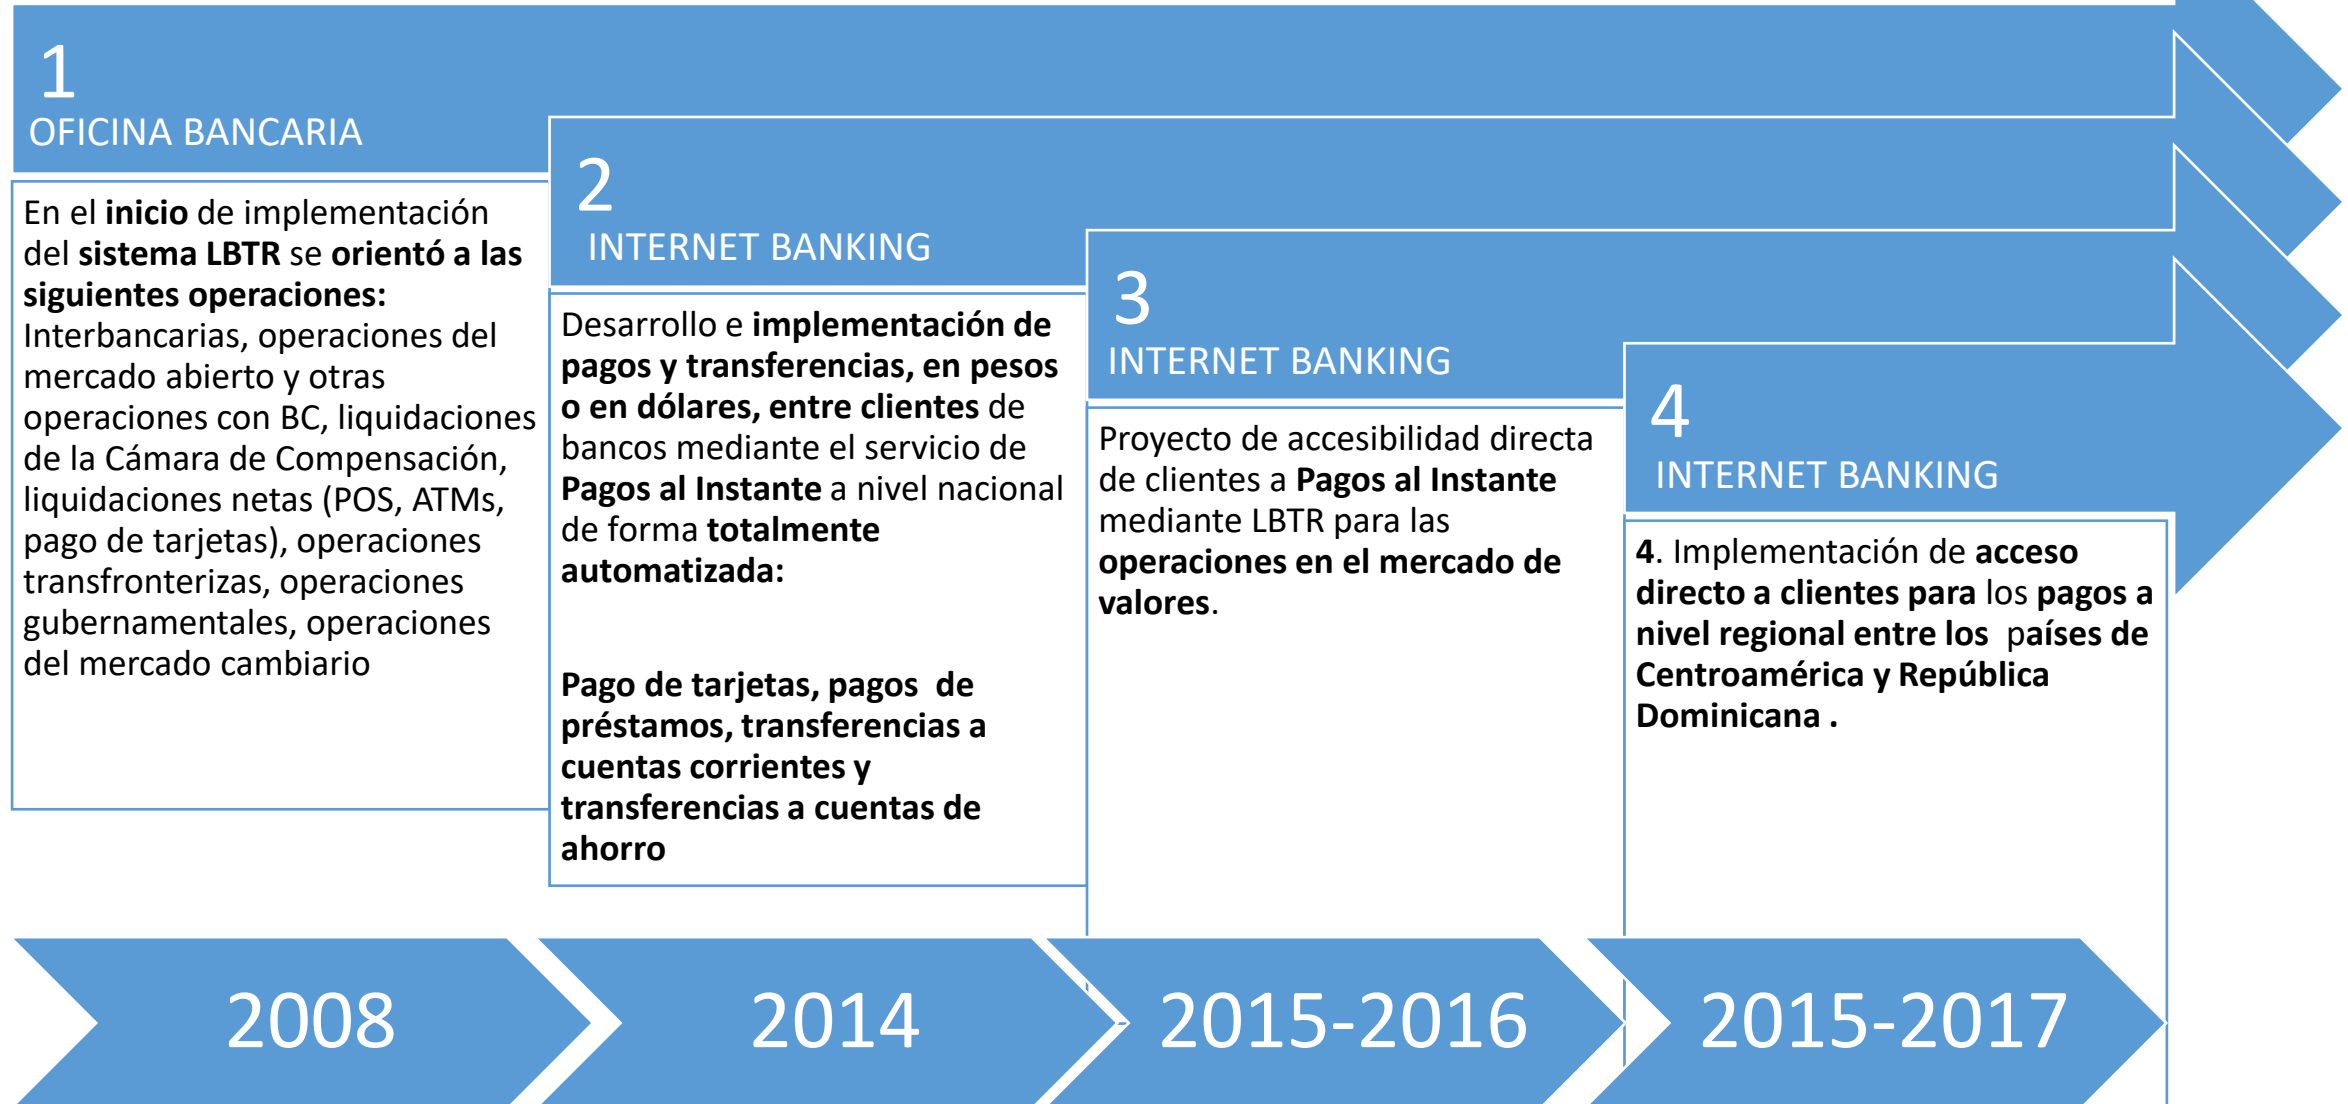 1
OFICINA BANCARIA
En el inicio de implementación
del sistema LBTR se orientó a las
siguientes operaciones:
Interbancarias, operaciones del
mercado abierto y otras
operaciones con BC, liquidaciones
de la Cámara de Compensación,
liquidaciones netas (POS, ATMs,
pago de tarjetas), operaciones
transfronterizas, operaciones
gubernamentales, operaciones
del mercado cambiario
2
INTERNET BANKING
Desarrollo e implementación de
pagos y transferencias, en pesos
o en dólares, entre clientes de
bancos mediante el servicio de
Pagos al Instante a nivel nacional
de forma totalmente
automatizada:
Pago de tarjetas, pagos de
préstamos, transferencias a
cuentas corrientes y
transferencias a cuentas de
ahorro
3
INTERNET BANKING
Proyecto de accesibilidad directa
de clientes a Pagos al Instante
mediante LBTR para las
operaciones en el mercado de
valores.
4
INTERNET BANKING
4. Implementación de acceso
directo a clientes para los pagos a
nivel regional entre los países de
Centroamérica y República
Dominicana .
2008
2014
2015-2016
2015-2017